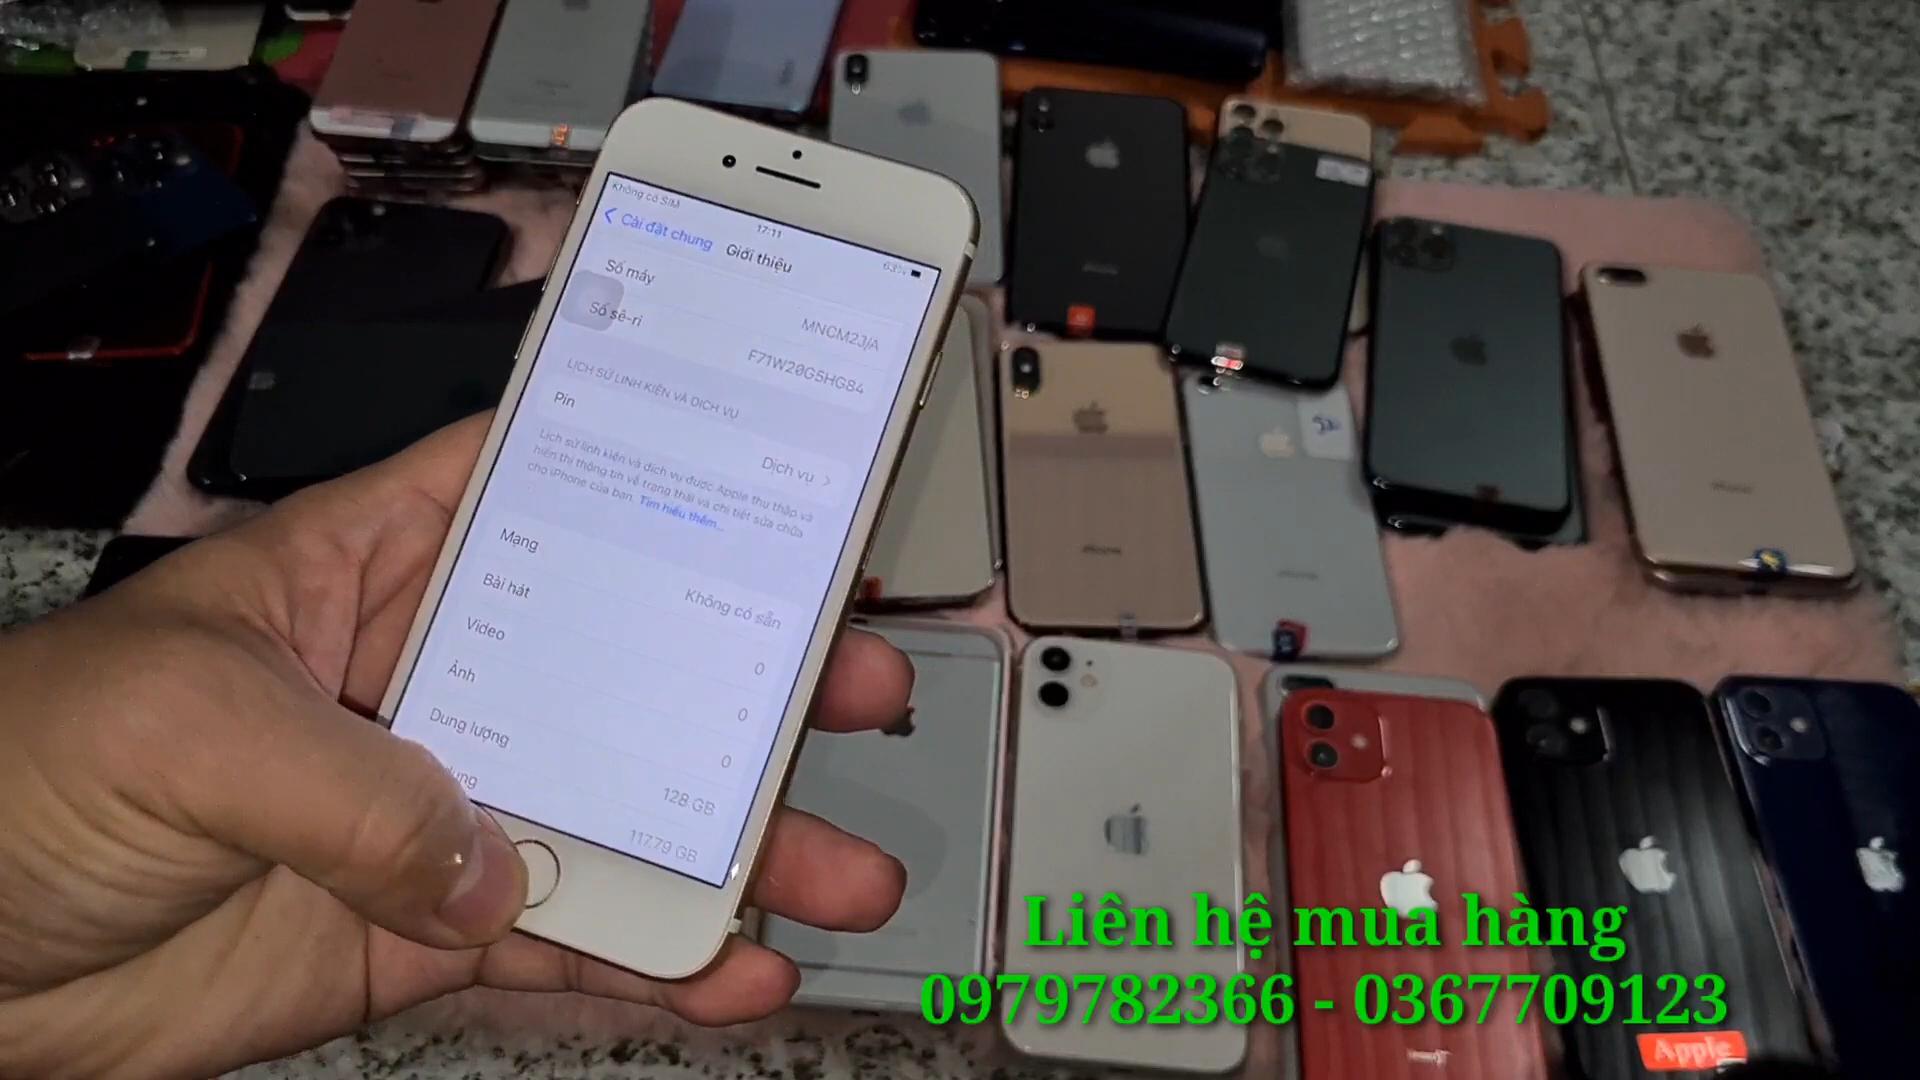 Không có SIM
17:11
63%
Cài đặt chung
Giới thiệu
Số máy
MNCM2J/A
Số sê-ri
F71W20G5HG84
LỊCH SỬ LINH KIỆN VÀ DỊCH VỤ
Pin
Dịch vụ
Lịch sử linh kiện và dịch vụ được Apple thu thập và
hiển thị thông tin về trạng thái và chi tiết sửa chữa
cho iPhone của bạn. Tìm hiểu thêm...
Mạng
Không có sẵn
Bài hát
0
Video
0
Ảnh
0
Dung lượng
128 GB
dụng
117.79 GB
Liên hệ mua hàng
0979782366 - 0367709123
Apple